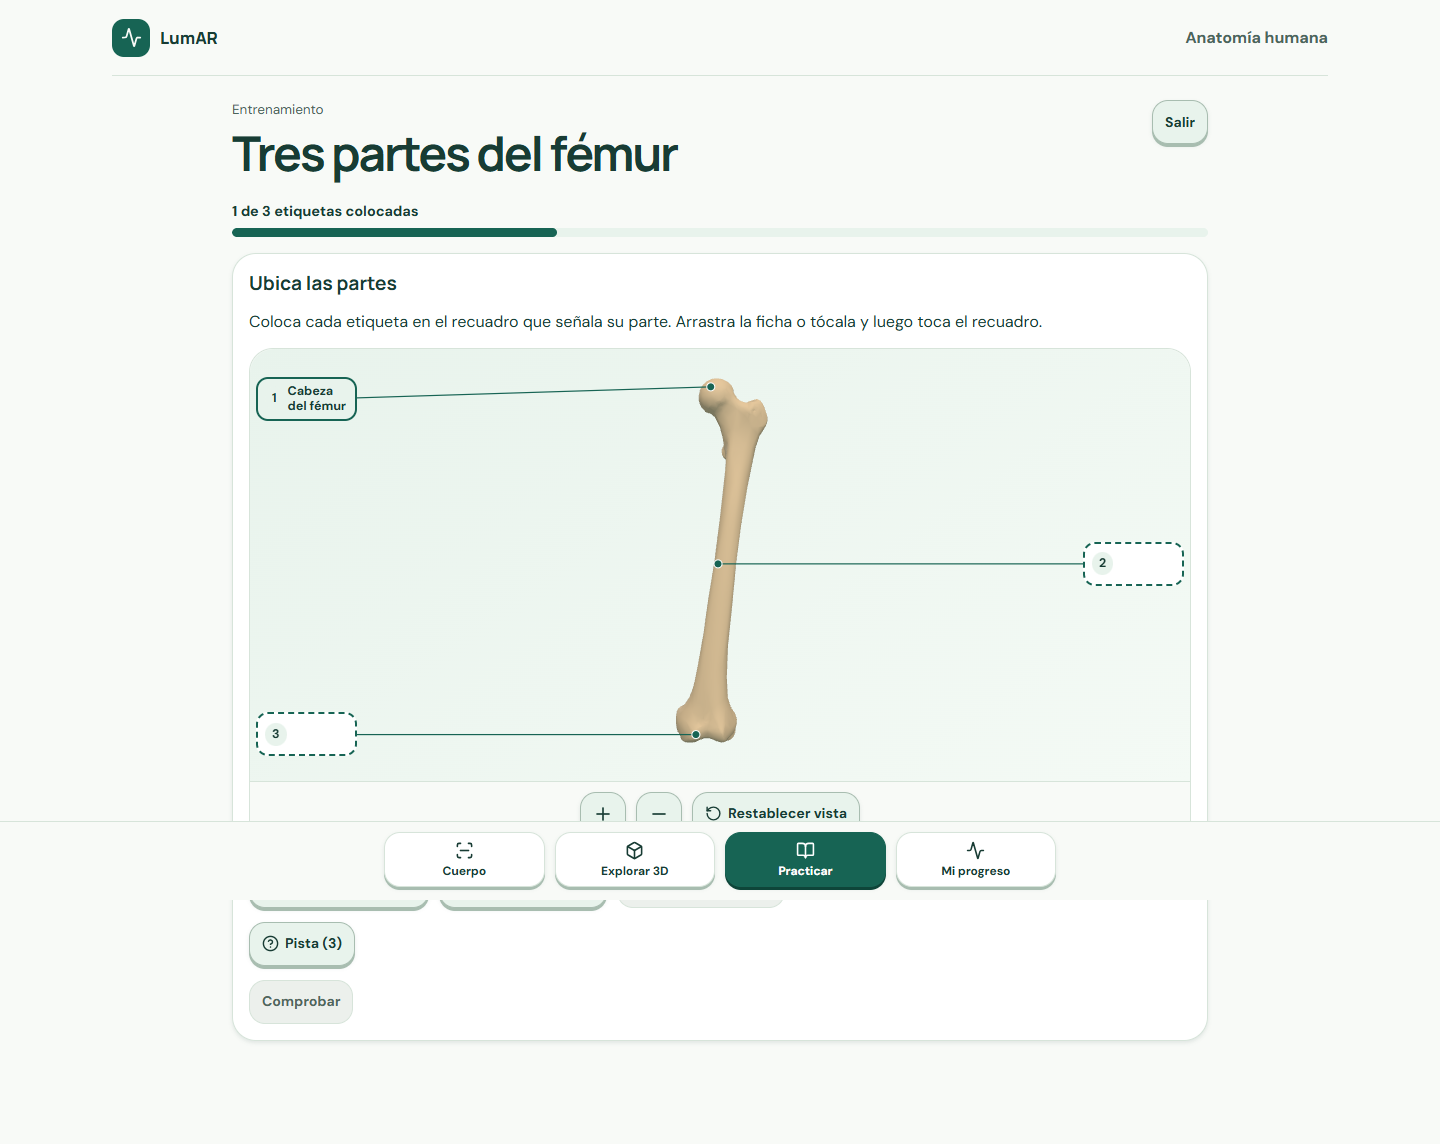 LumAR
Anatomía humana
Entrenamiento
Salir
Tres partes del fémur
1 de 3 etiquetas colocadas
Ubica las partes
Coloca cada etiqueta en el recuadro que señala su parte. Arrastra la ficha o tócala y luego toca el recuadro.
1 Cabeza
del fémur
2
3
Restablecer vista
Cuerpo
Explorar 3D
Practicar
Mi progreso
Pista (3)
Comprobar